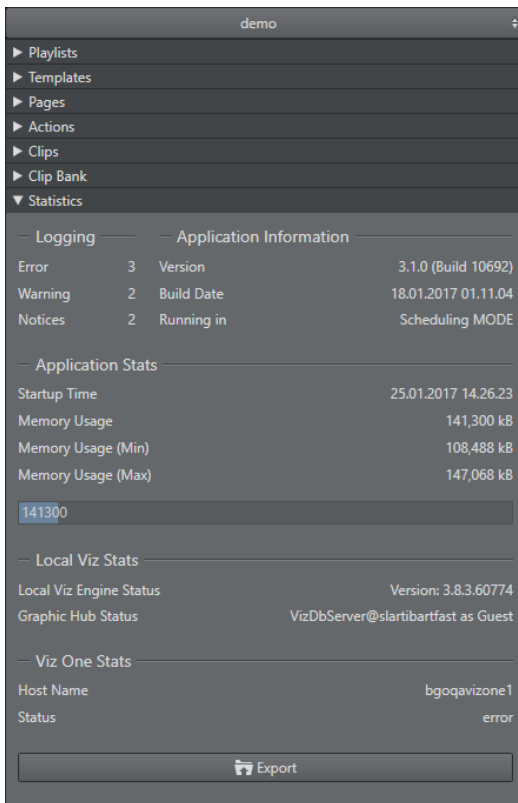 demo
Playlists
Templates
Pages
Actions
Clips
Clip Bank
Statistics
Logging Application Information
Error 3 Version 3.1.0 (Build 10692)
Warning 2 Build Date 18.01.2017 01.11.04
Notices 2 Running in Scheduling MODE
Application Stats
Startup Time 25.01.2017 14.26.23
Memory Usage 141,300 kB
Memory Usage (Min) 108,488 kB
Memory Usage (Max) 147,068 kB
141300
Local Viz Stats
Local Viz Engine Status Version: 3.8.3.60774
Graphic Hub Status VizDbServer@slartibartfast as Guest
Viz One Stats
Host Name bgoqavizone1
Status error
Export